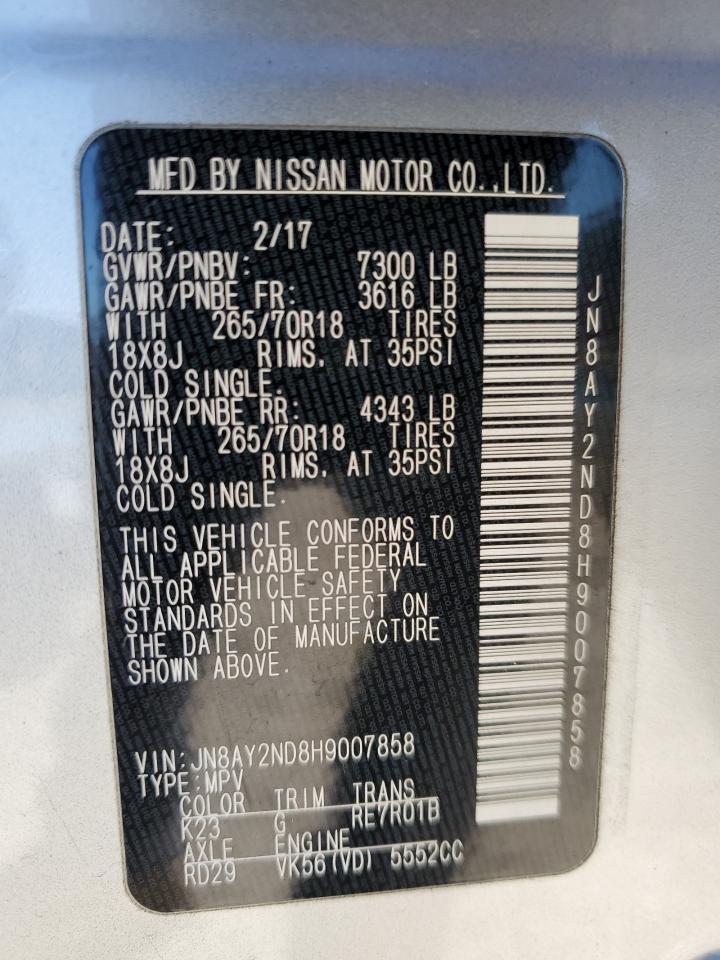 MFD BY NISSAN MOTOR CO.,LTD.
DATE: 2/17
GVWR/PNBV: 7300 LB
GAWR/PNBE FR: 3616 LB
WITH 265/70R18 TIRES
18X8J RIMS, AT 35PSI
COLD SINGLE.
GAWR/PNBE RR: 4343 LB
WITH 265/70R18 TIRES
18X8J RIMS, AT 35PSI
COLD SINGLE.
THIS VEHICLE CONFORMS TO
ALL APPLICABLE FEDERAL
MOTOR VEHICLE SAFETY
STANDARDS IN EFFECT ON
THE DATE OF MANUFACTURE
SHOWN ABOVE.
VIN:JN8AY2ND8H9007858
TYPE:MPV
COLOR TRIM TRANS
K23 G RE7R01B
AXLE ENGINE
RD29 VK56(VD) 5552CC
JN8AY2ND8H9007858